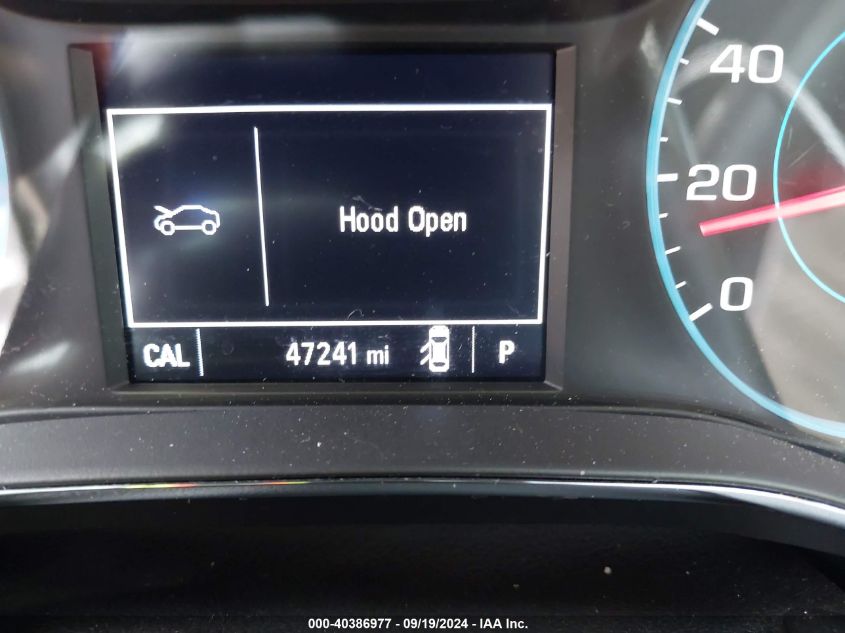 40
20
0
Hood Open
CAL 47241 mi P
000-40386977 - 09/19/2024 - IAA Inc.